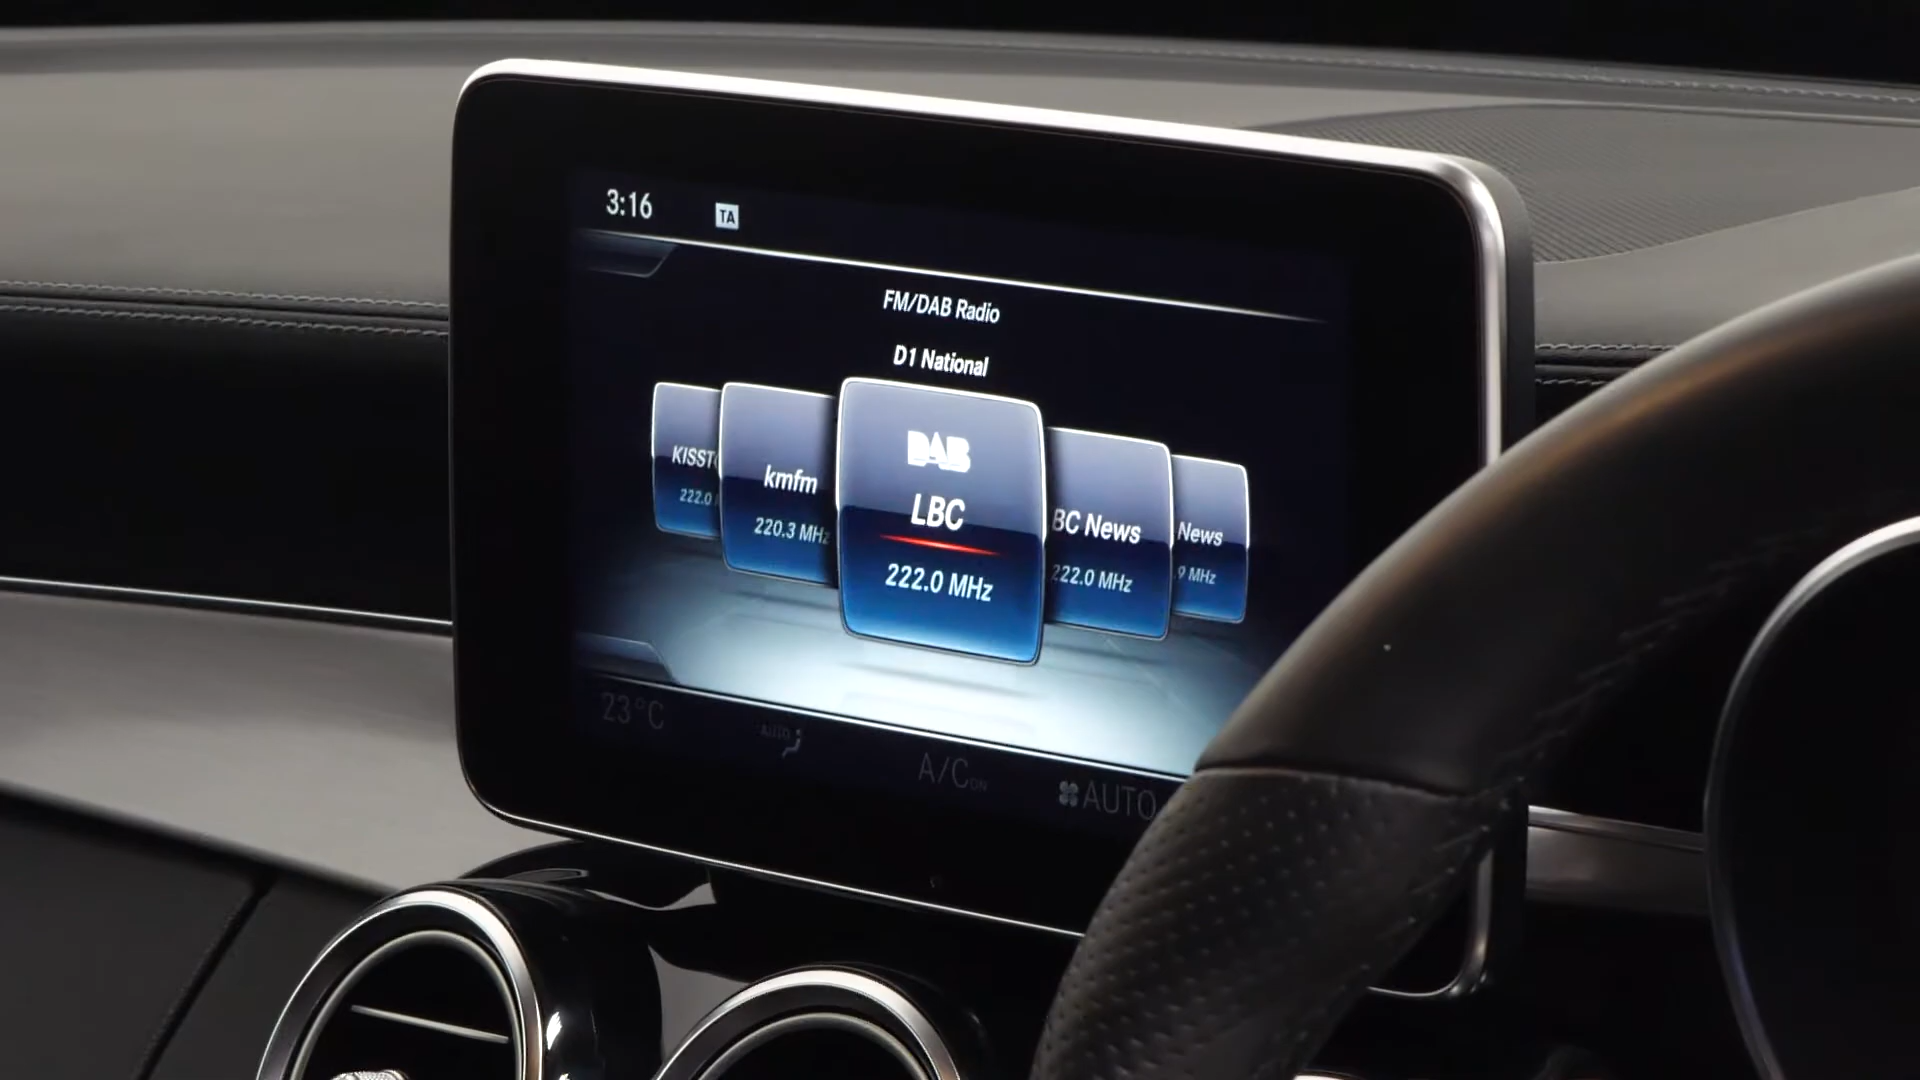 3:16 TA
FM/DAB Radio
D1 National
DAB
kmfm LBC BC News News
220.3 MHz 222.0 MHz 222.0 MHz 9 MHz
KISST
222.0
23°C AUTO A/C ON AUTO